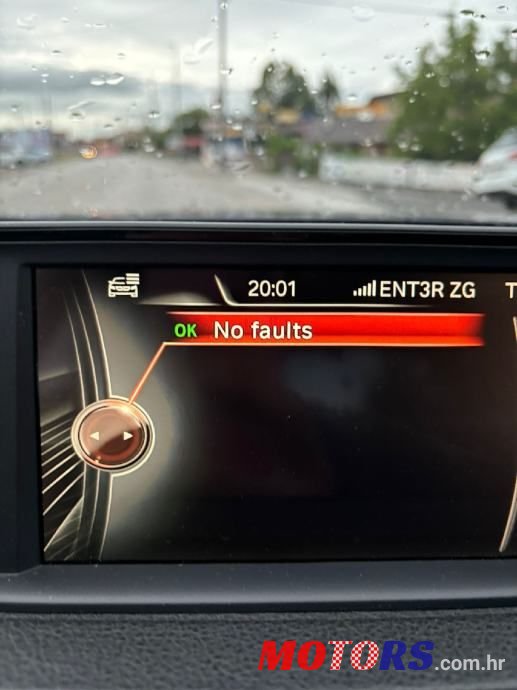 20:01 ENT3R ZG T
OK No faults
MOTORS.com.hr